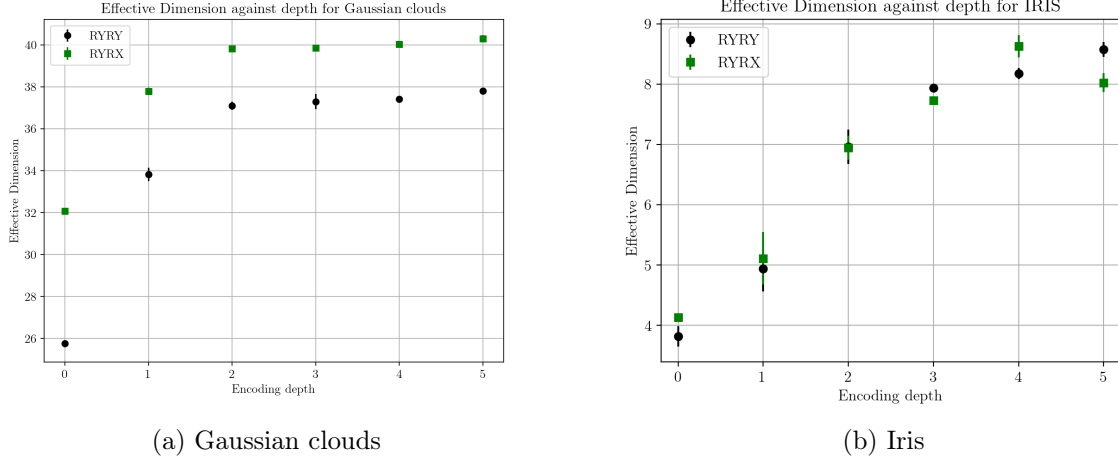 Effective Dimension against depth for Gaussian clouds
RYRY
RYRX
Effective Dimension
40
38
36
34
32
30
28
26
0 1 2 3 4 5
Encoding depth
(a) Gaussian clouds
Effective Dimension against depth for IRIS
RYRY
RYRX
Effective Dimension
9
8
7
6
5
4
0 1 2 3 4 5
Encoding depth
(b) Iris